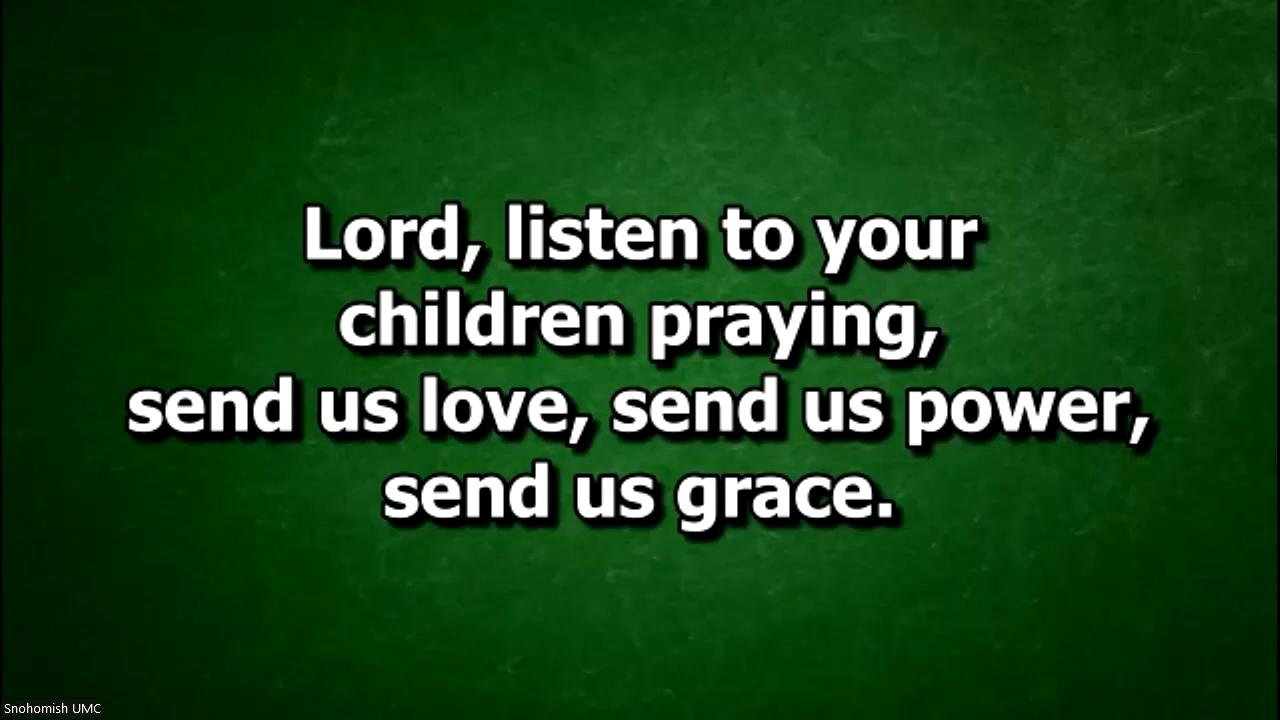 Lord, listen to your
children praying,
send us love, send us power,
send us grace.
Snohomish UMC